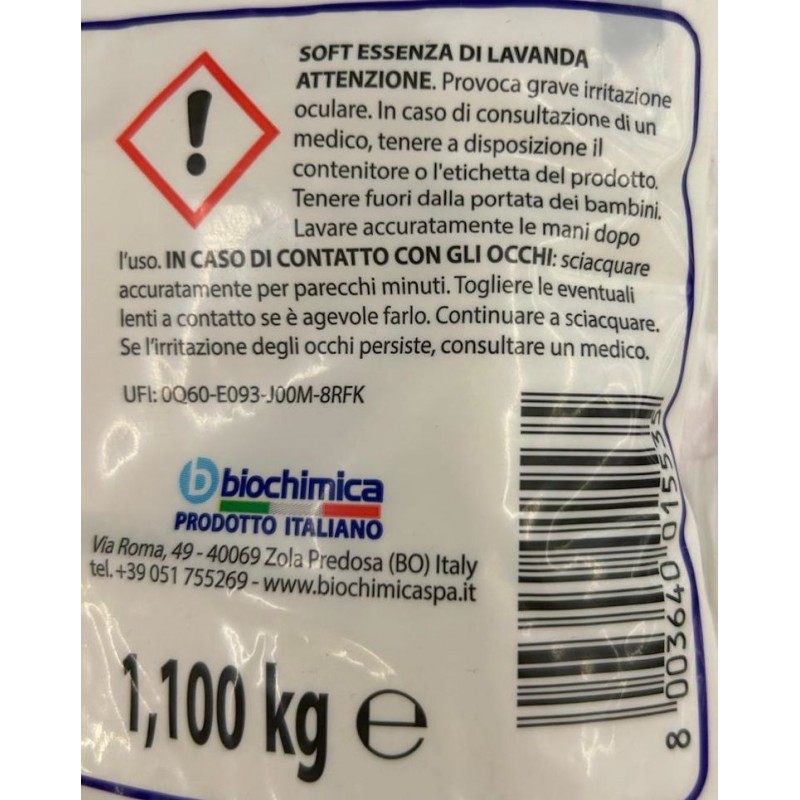 SOFT ESSENZA DI LAVANDA
ATTENZIONE. Provoca grave irritazione
oculare. In caso di consultazione di un
medico, tenere a disposizione il
contenitore o l'etichetta del prodotto.
Tenere fuori dalla portata dei bambini.
Lavare accuratamente le mani dopo
l'uso. IN CASO DI CONTATTO CON GLI OCCHI: sciacquare
accuratamente per parecchi minuti. Togliere le eventuali
lenti a contatto se è agevole farlo. Continuare a sciacquare.
Se l'irritazione degli occhi persiste, consultare un medico.
UFI: 0Q60-E093-J00M-8RFK
b biochimica
PRODOTTO ITALIANO
Via Roma, 49 - 40069 Zola Predosa (BO) Italy
tel. +39 051 755269 - www.biochimicaspa.it
1,100 kg ℮
8 003640 015535